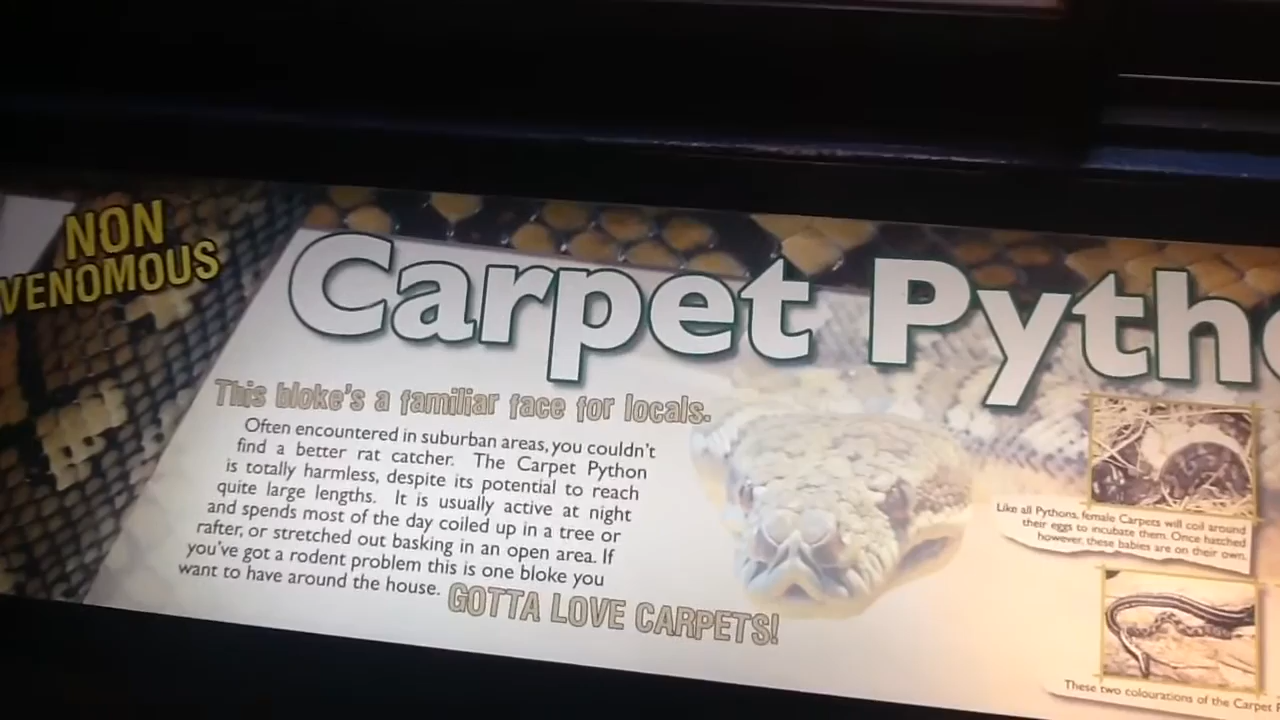 NON
VENOMOUS
Carpet Pytho
This bloke's a familiar face for locals.
Often encountered in suburban areas, you couldn't
find a better rat catcher. The Carpet Python
is totally harmless, despite its potential to reach
quite large lengths. It is usually active at night
and spends most of the day coiled up in a tree or
rafter, or stretched out basking in an open area. If
you've got a rodent problem this is one bloke you
want to have around the house. GOTTA LOVE CARPETS!
Like all Pythons, female Carpets will coil around
their eggs to incubate them. Once hatched
however, these babies are on their own.
These two colourations of the Carpet P